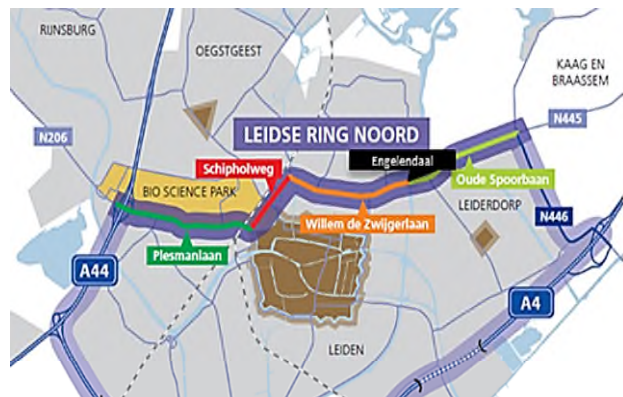 RIJNSBURG
OEGSTGEEST
KAAG EN
BRAASSEM
N206
N445
LEIDSE RING NOORD
Engelendaal
Schipholweg
Oude Spoorbaan
BIO SCIENCE PARK
LEIDERDORP
N446
Willem de Zwijgerlaan
Plesmanlaan
A44
A4
LEIDEN